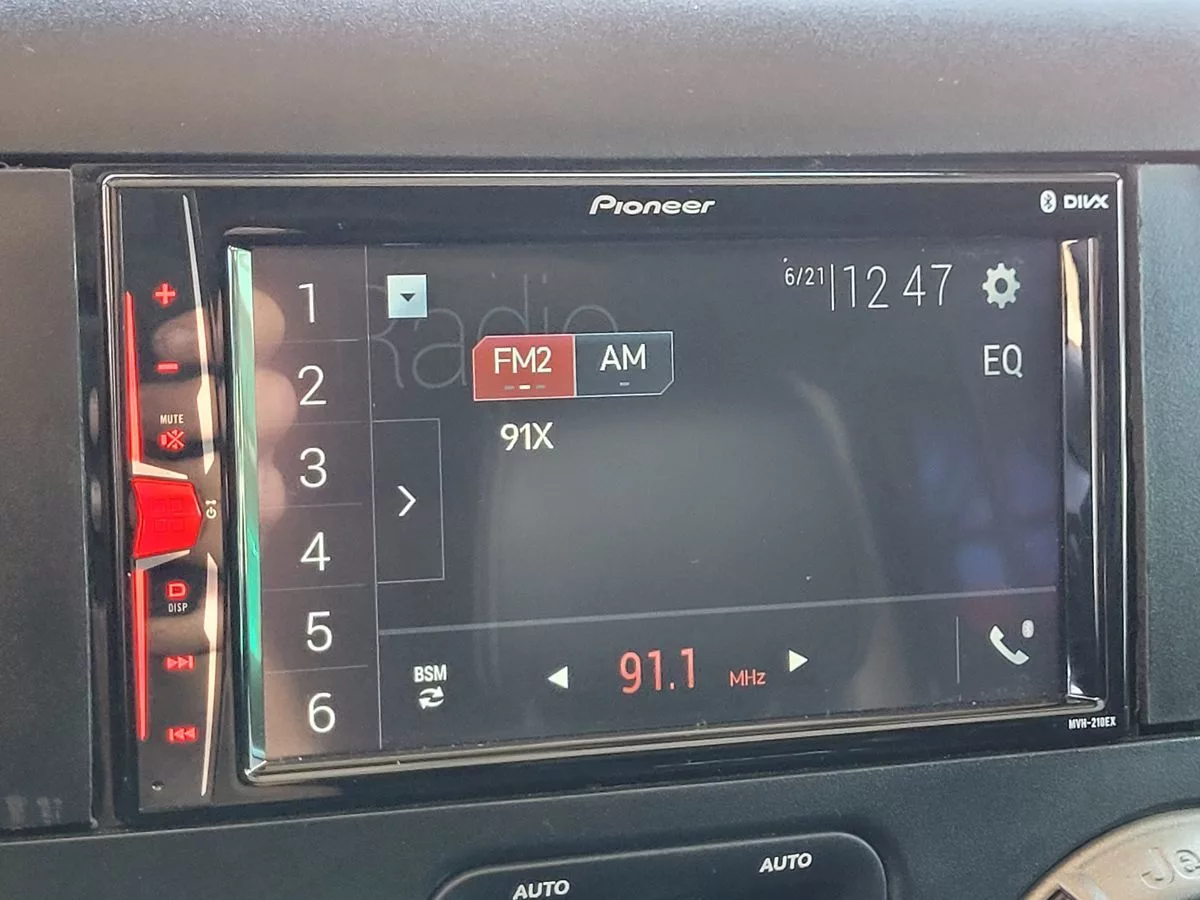 Pioneer
DIVX
Radio
6/21 12 47
EQ
FM2 AM
91X
1
2
3
4
5
6
MUTE
D
DISP
BSM
91.1 MHz
MVH-210EX
AUTO
AUTO